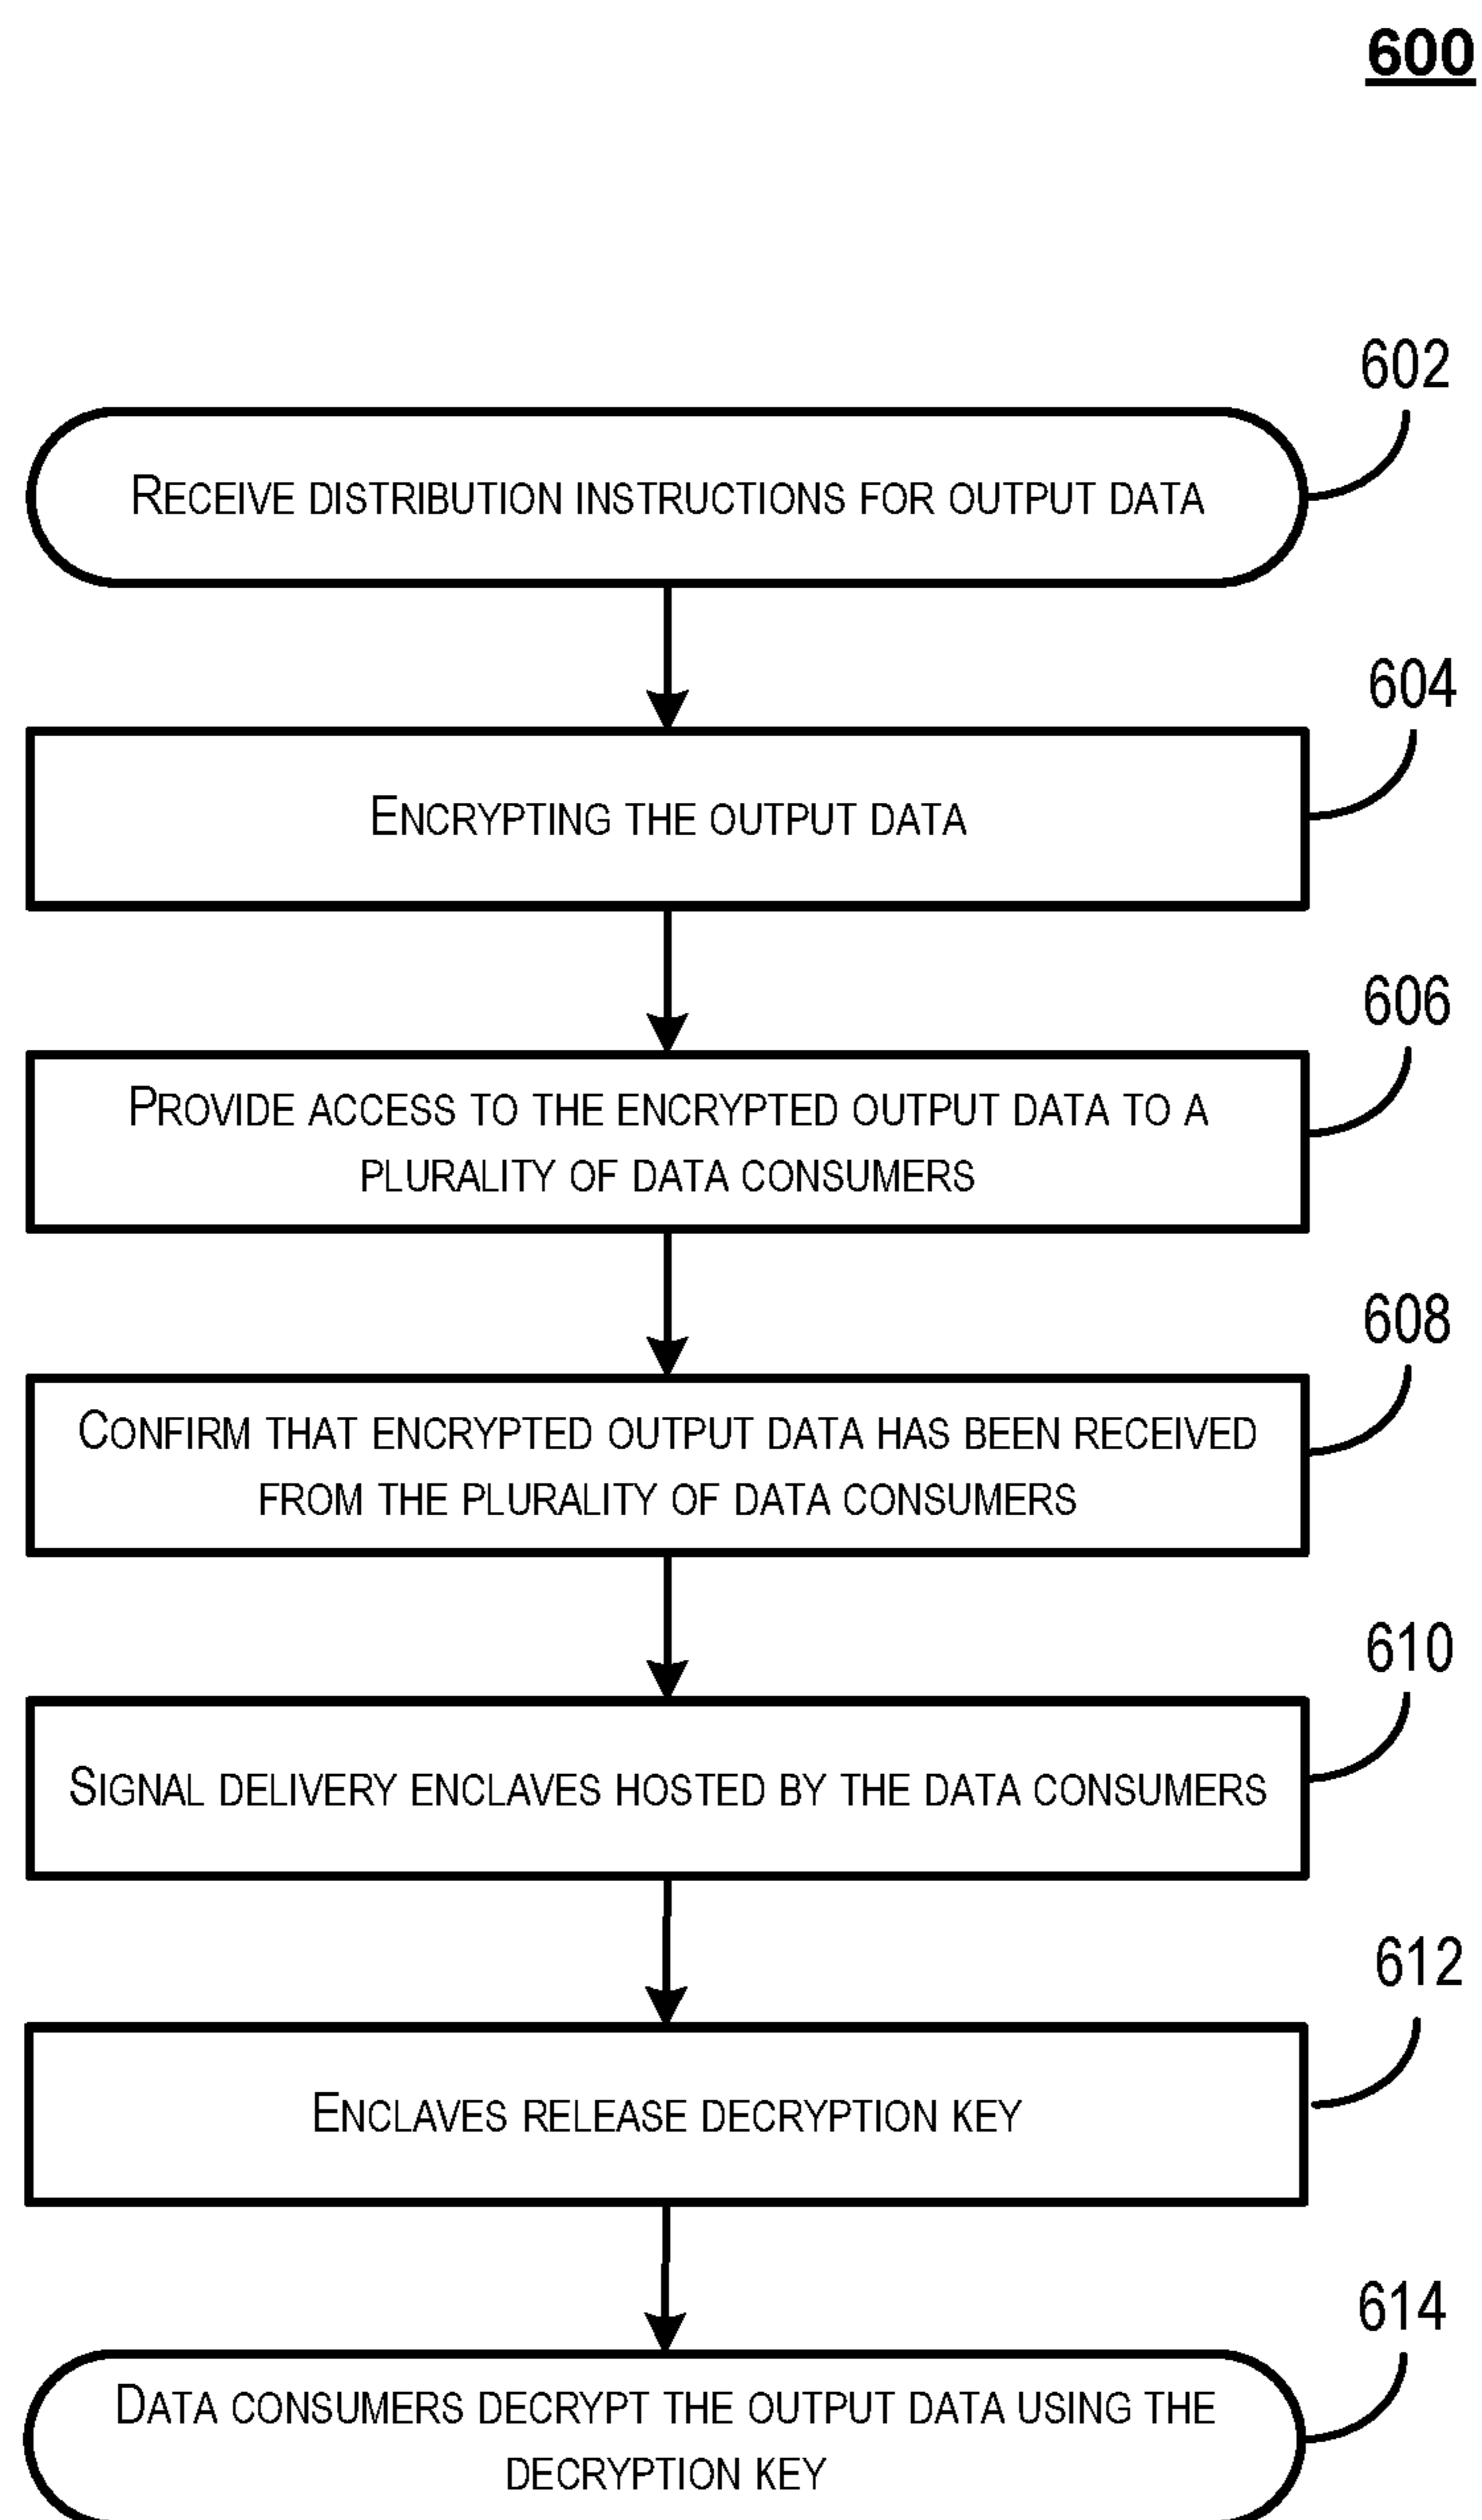 600
602
RECEIVE DISTRIBUTION INSTRUCTIONS FOR OUTPUT DATA
604
ENCRYPTING THE OUTPUT DATA
606
PROVIDE ACCESS TO THE ENCRYPTED OUTPUT DATA TO A
PLURALITY OF DATA CONSUMERS
608
CONFIRM THAT ENCRYPTED OUTPUT DATA HAS BEEN RECEIVED
FROM THE PLURALITY OF DATA CONSUMERS
610
SIGNAL DELIVERY ENCLAVES HOSTED BY THE DATA CONSUMERS
612
ENCLAVES RELEASE DECRYPTION KEY
614
DATA CONSUMERS DECRYPT THE OUTPUT DATA USING THE
DECRYPTION KEY